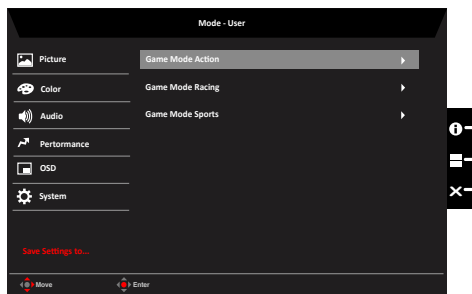 Mode - User
Picture
Color
Audio
Pertormance
OSD
System
Save Settings to...
Game Mode Action
Game Mode Racing
Game Mode Sports
Move
Enter